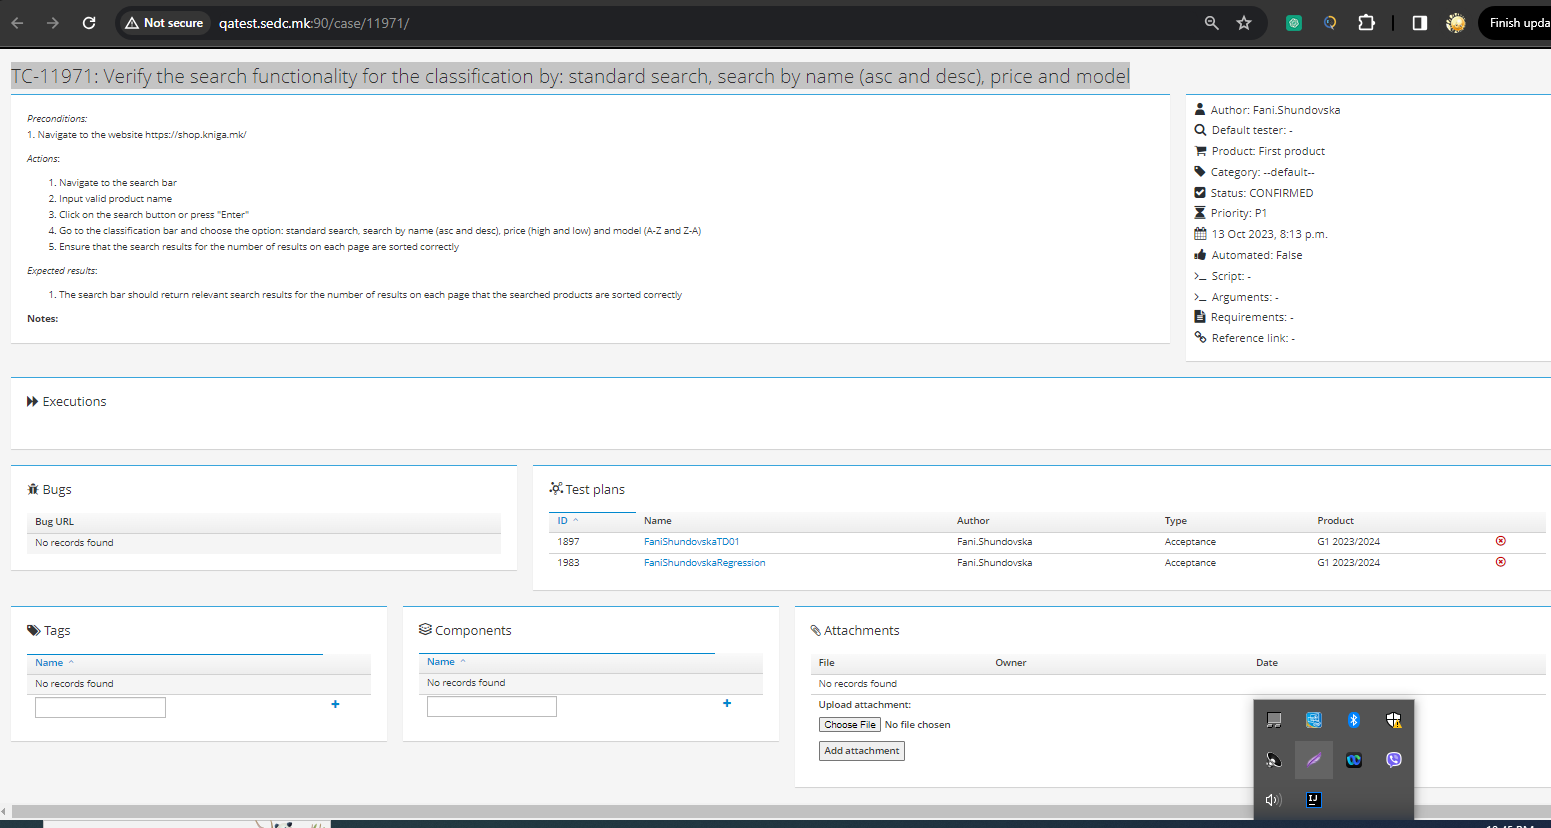 Not secure
qatest.sedc.mk:90/case/11971/
Finish upda
TC-11971: Verify the search functionality for the classification by: standard search, search by name (asc and desc), price and model
Preconditions:
1. Navigate to the website https://shop.kniga.mk/
Actions:
1. Navigate to the search bar
2. Input valid product name
3. Click on the search button or press "Enter"
4. Go to the classification bar and choose the option: standard search, search by name (asc and desc), price (high and low) and model (A-Z and Z-A)
5. Ensure that the search results for the number of results on each page are sorted correctly
Expected results:
1. The search bar should return relevant search results for the number of results on each page that the searched products are sorted correctly
Notes:
Author: Fani.Shundovska
Default tester: -
Product: First product
Category: --default--
Status: CONFIRMED
Priority: P1
13 Oct 2023, 8:13 p.m.
Automated: False
Script: -
Arguments: -
Requirements: -
Reference link: -
Executions
Bugs
Bug URL
No records found
Test plans
ID Name Author Type Product
1897 FaniShundovskaTD01 Fani.Shundovska Acceptance G1 2023/2024
1983 FaniShundovskaRegression Fani.Shundovska Acceptance G1 2023/2024
Tags
Name
No records found
Components
Name
No records found
Attachments
File Owner Date
No records found
Upload attachment:
Choose File No file chosen
Add attachment
IJ